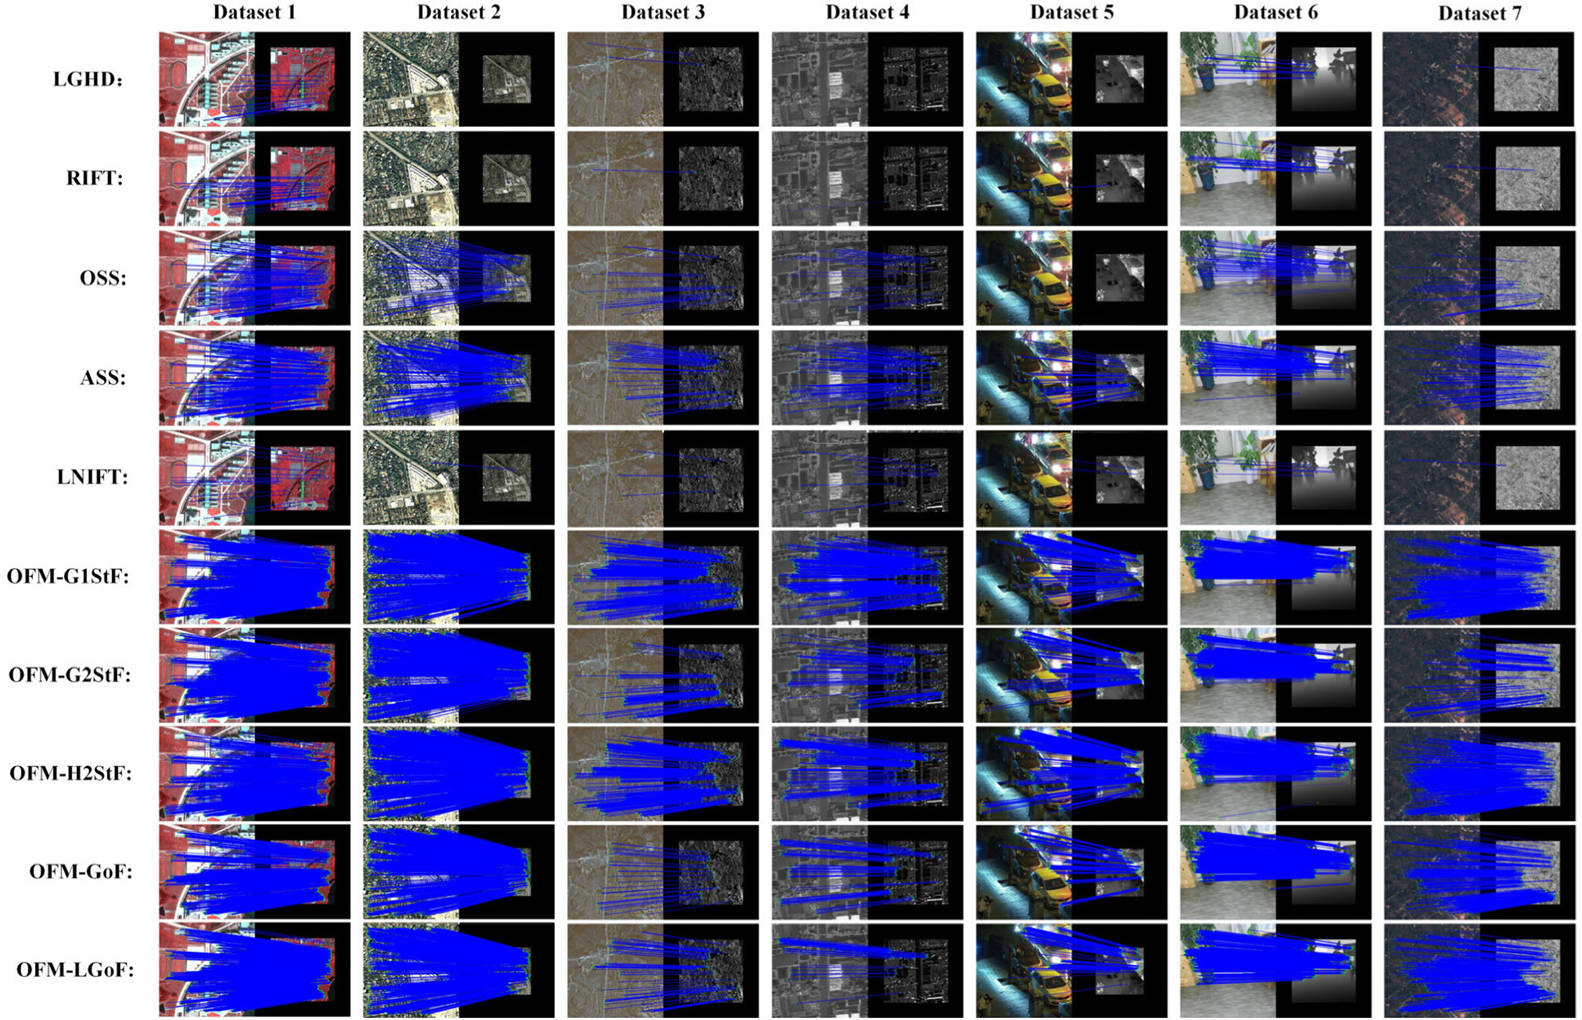 Dataset 1 Dataset 2 Dataset 3 Dataset 4 Dataset 5 Dataset 6 Dataset 7
LGHD:
RIFT:
OSS:
ASS:
LNIFT:
OFM-G1StF:
OFM-G2StF:
OFM-H2StF:
OFM-GoF:
OFM-LGoF: